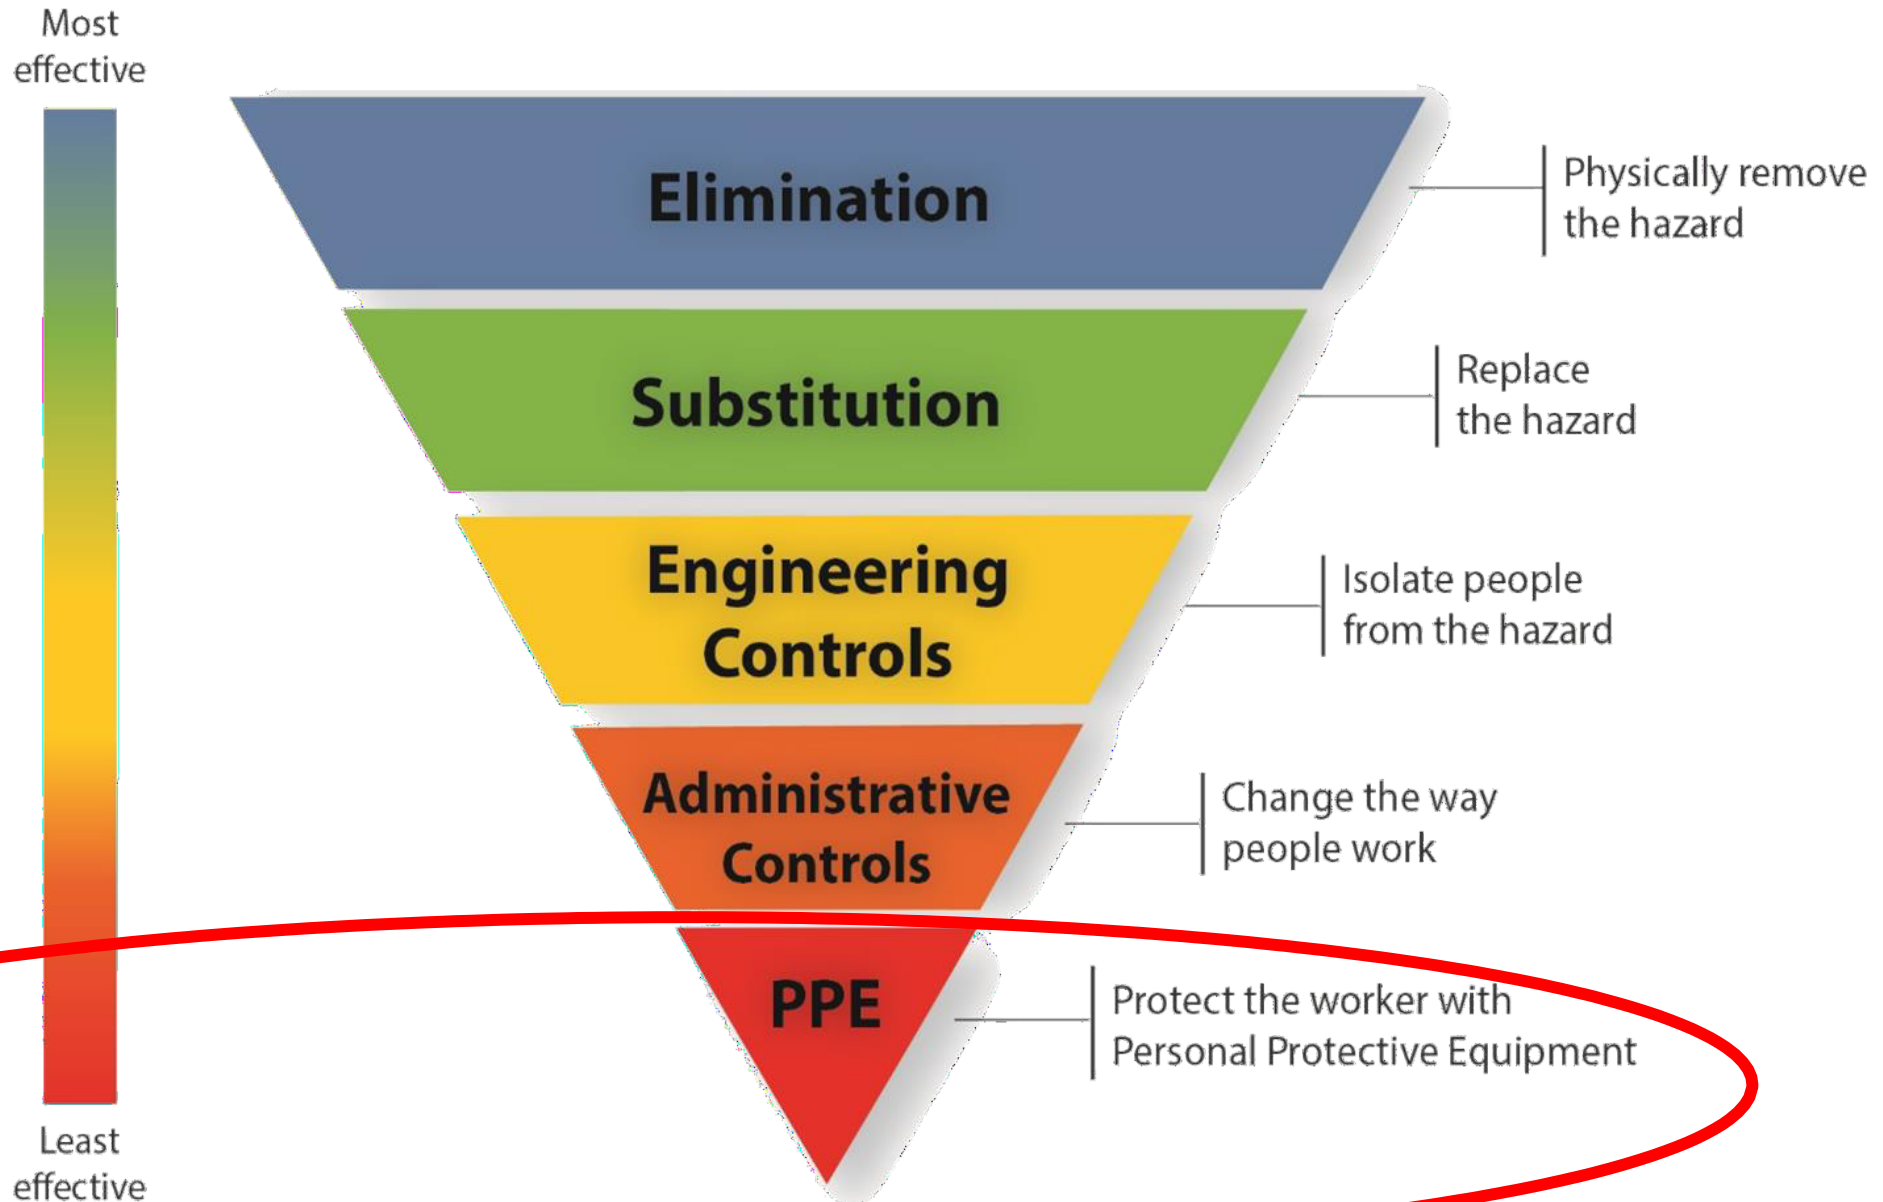 Most
effective
Elimination
Physically remove
the hazard
Substitution
Replace
the hazard
Engineering
Controls
Isolate people
from the hazard
Administrative
Controls
Change the way
people work
PPE
Protect the worker with
Personal Protective Equipment
Least
effective